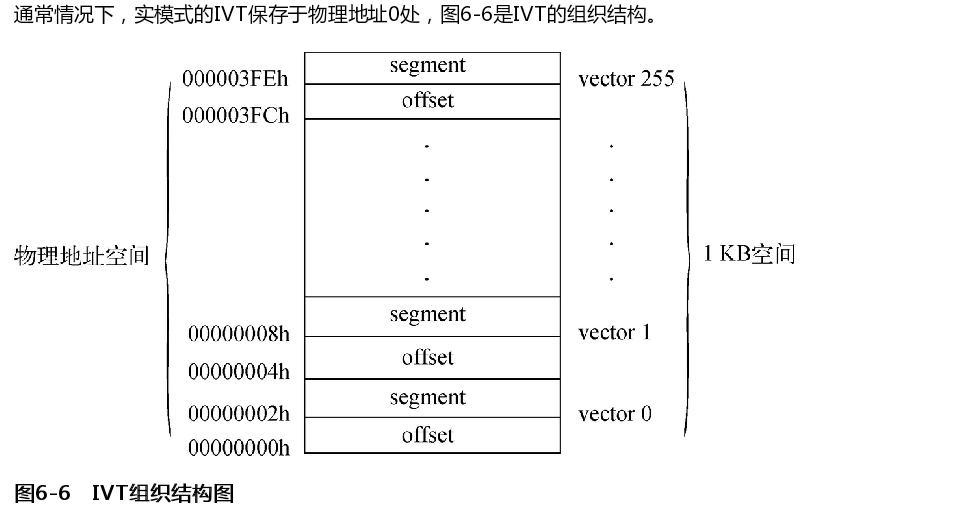 通常情况下，实模式的IVT保存于物理地址0处，图6-6是IVT的组织结构。
000003FEh
segment
vector 255
offset
000003FCh
物理地址空间
1 KB空间
segment
00000008h
vector 1
offset
00000004h
segment
00000002h
vector 0
offset
00000000h
图6-6 IVT组织结构图